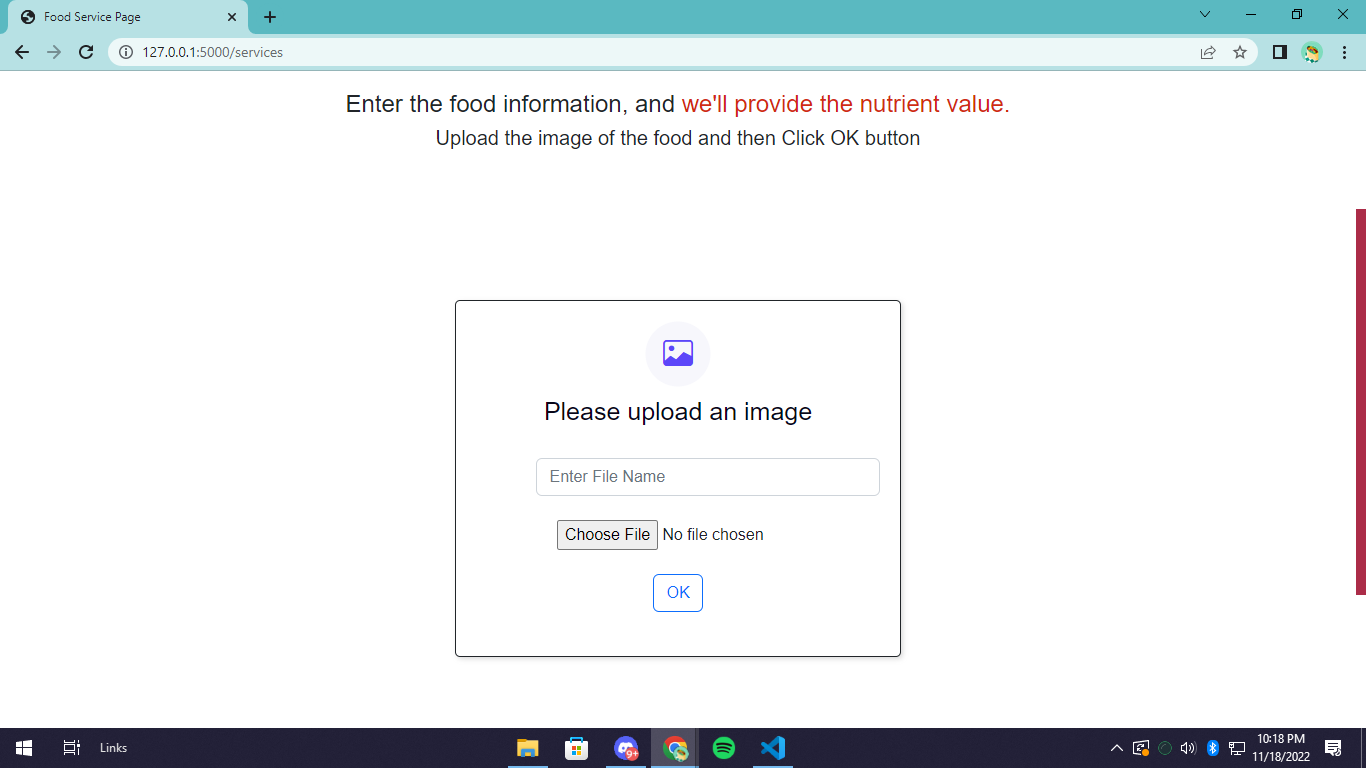 Food Service Page
127.0.0.1:5000/services
Enter the food information, and we'll provide the nutrient value.
Upload the image of the food and then Click OK button
Please upload an image
Enter File Name
Choose File No file chosen
OK
Links
9+
10:18 PM
11/18/2022